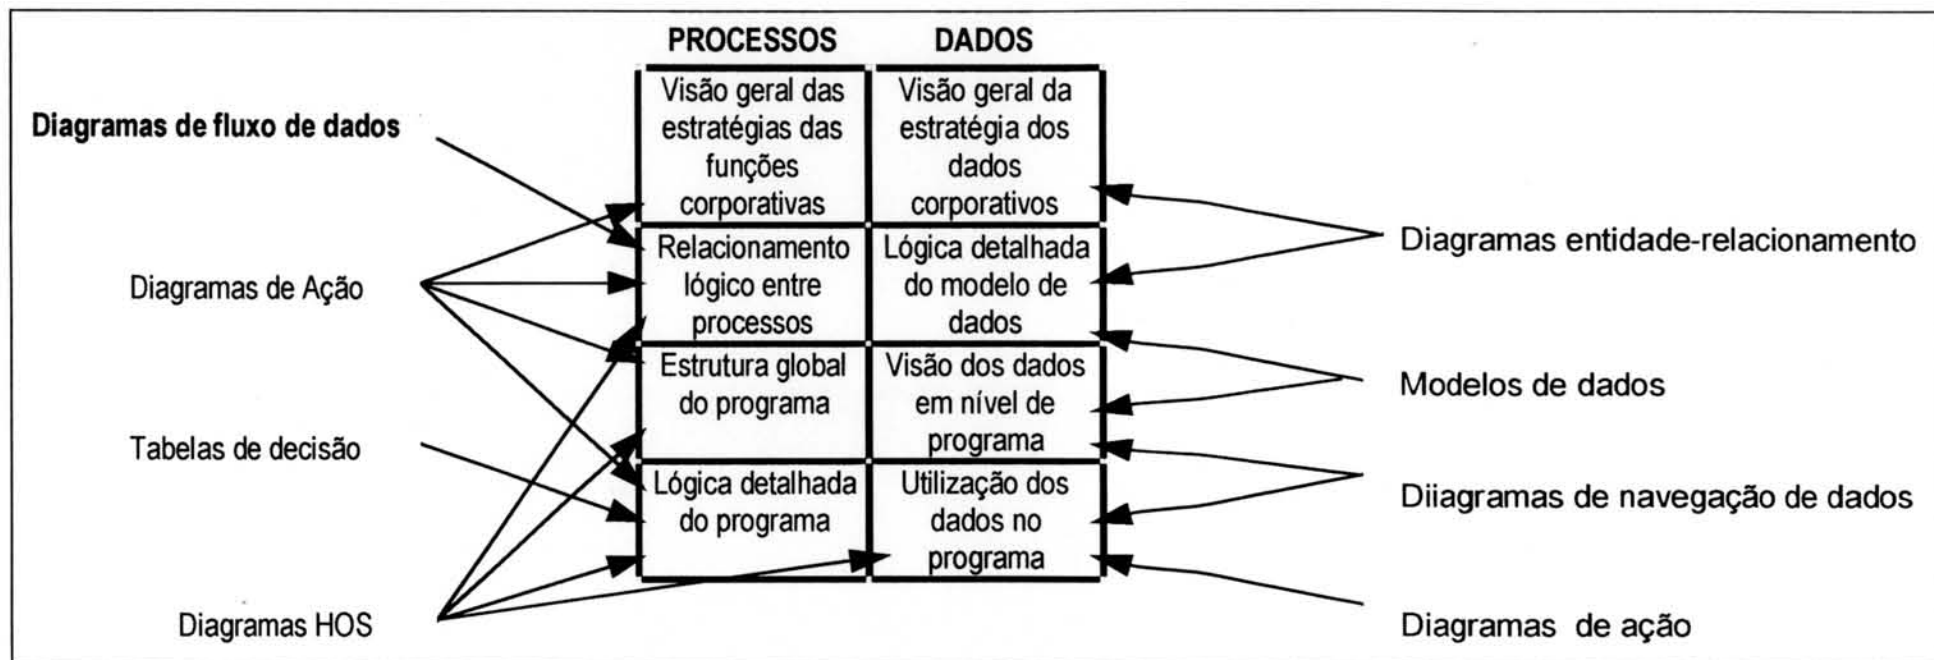 PROCESSOS
DADOS
Visão geral das
estratégias das
funções
corporativas
Visão geral da
estratégia dos
dados
corporativos
Relacionamento
lógico entre
processos
Lógica detalhada
do modelo de
dados
Estrutura global
do programa
Visão dos dados
em nível de
programa
Lógica detalhada
do programa
Utilização dos
dados no
programa
Diagramas de fluxo de dados
Diagramas de Ação
Tabelas de decisão
Diagramas HOS
Diagramas entidade-relacionamento
Modelos de dados
Diiagramas de navegação de dados
Diagramas de ação